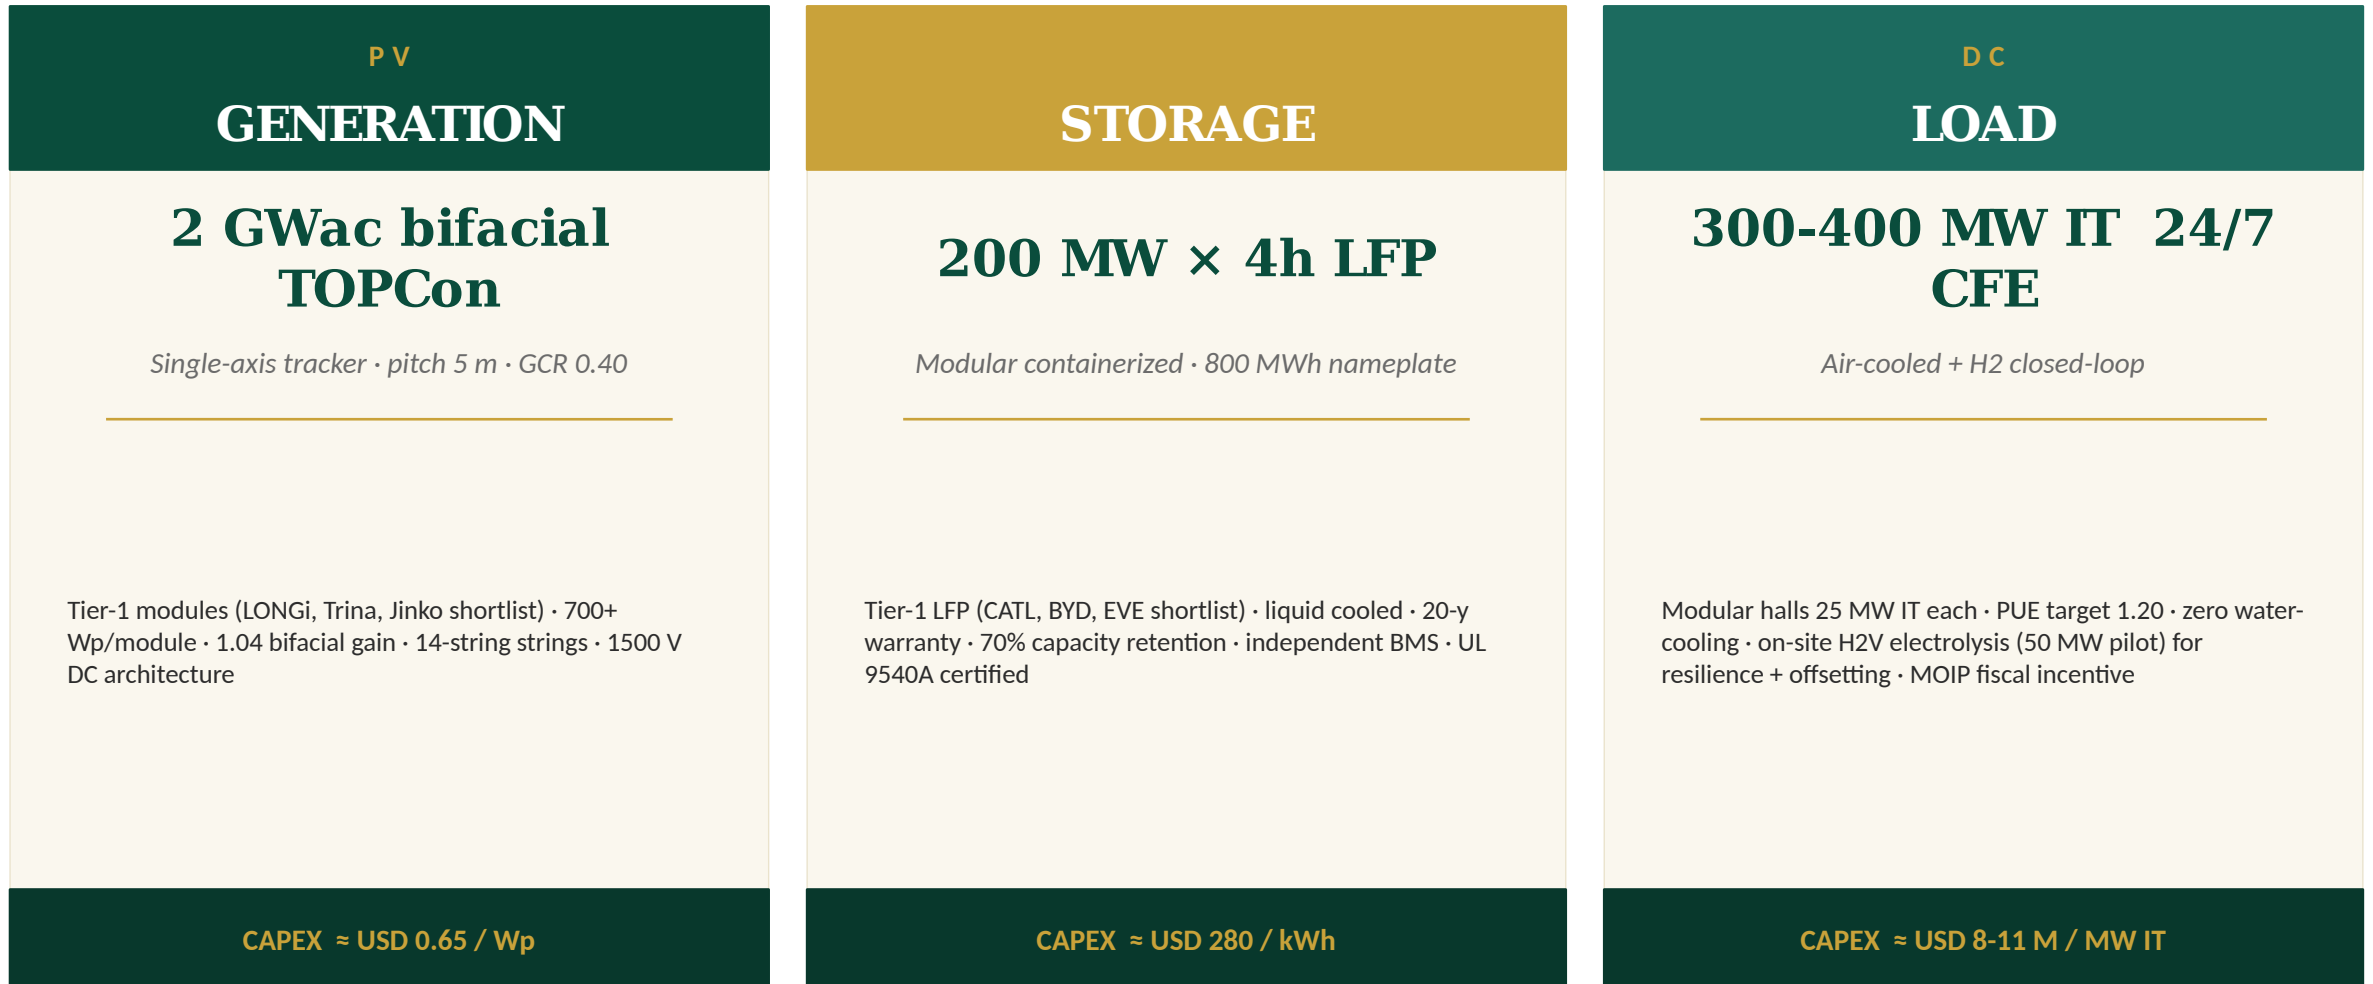 PV
GENERATION
2 GWac bifacial
TOPCon
Single-axis tracker · pitch 5 m · GCR 0.40
Tier-1 modules (LONGi, Trina, Jinko shortlist) · 700+
Wp/module · 1.04 bifacial gain · 14-string strings · 1500 V
DC architecture
CAPEX ≈ USD 0.65 / Wp
STORAGE
200 MW × 4h LFP
Modular containerized · 800 MWh nameplate
Tier-1 LFP (CATL, BYD, EVE shortlist) · liquid cooled · 20-y
warranty · 70% capacity retention · independent BMS · UL
9540A certified
CAPEX ≈ USD 280 / kWh
DC
LOAD
300-400 MW IT 24/7
CFE
Air-cooled + H2 closed-loop
Modular halls 25 MW IT each · PUE target 1.20 · zero water-
cooling · on-site H2V electrolysis (50 MW pilot) for
resilience + offsetting · MOIP fiscal incentive
CAPEX ≈ USD 8-11 M / MW IT